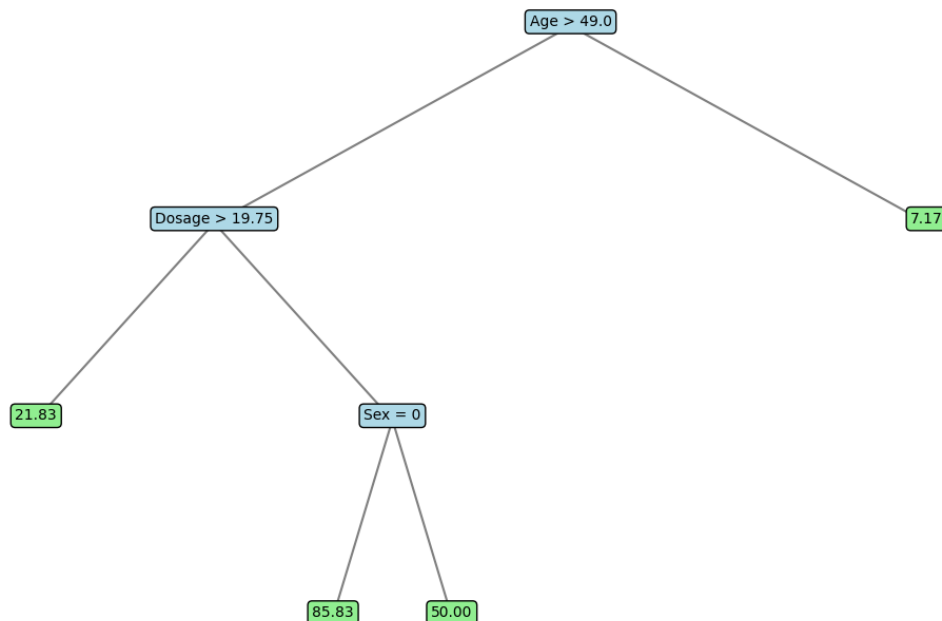 Age > 49.0
Dosage > 19.75
7.17
21.83
Sex = 0
85.83
50.00